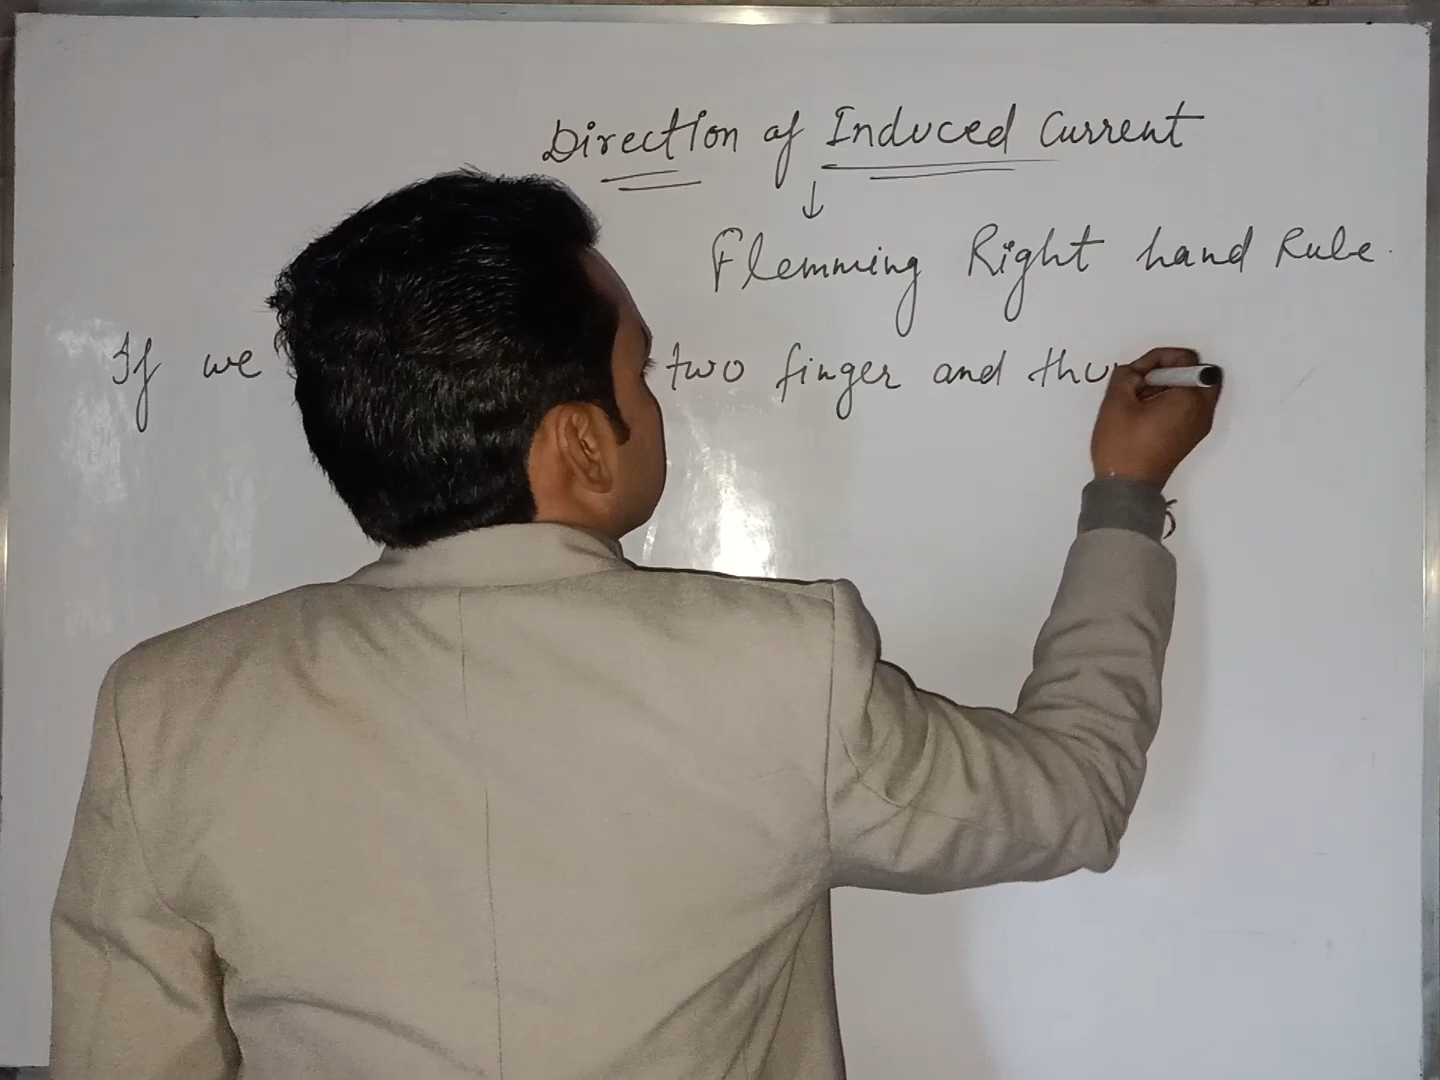 Direction of Induced Current
↓
Flemming Right hand Rule.
If we two finger and thu